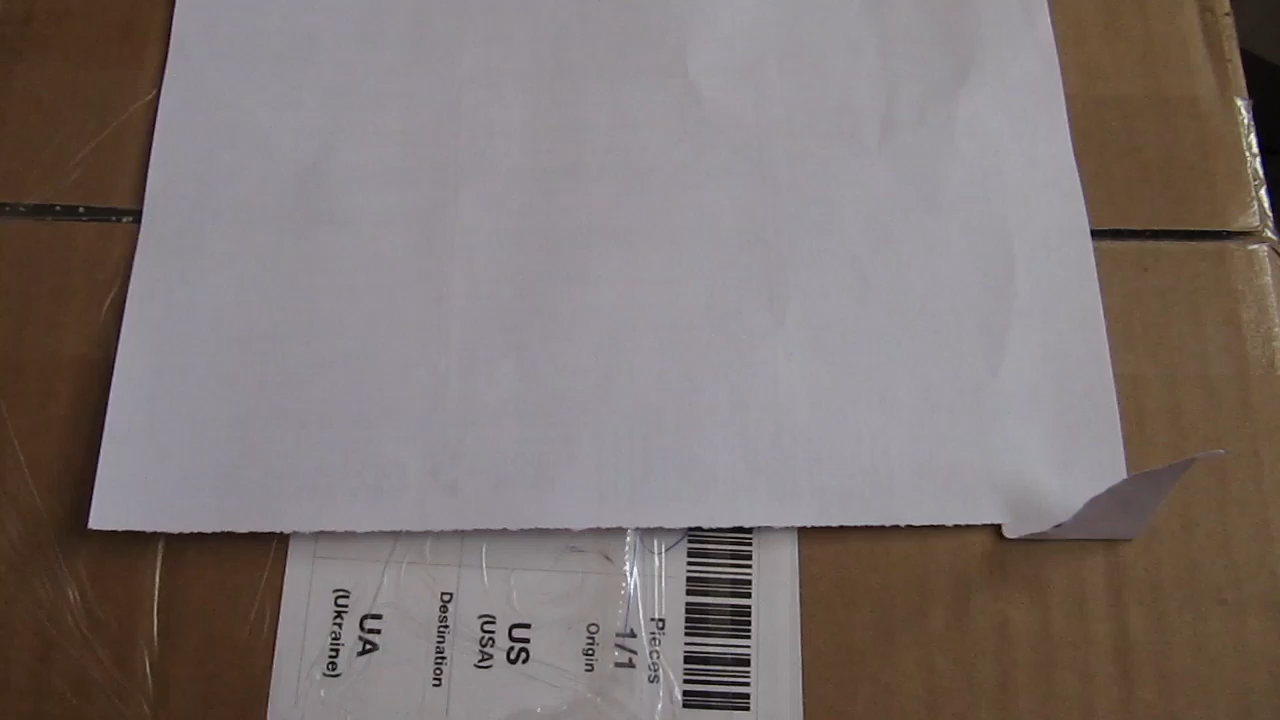 Pieces
1/1
Origin
US
(USA)
Destination
UA
(Ukraine)